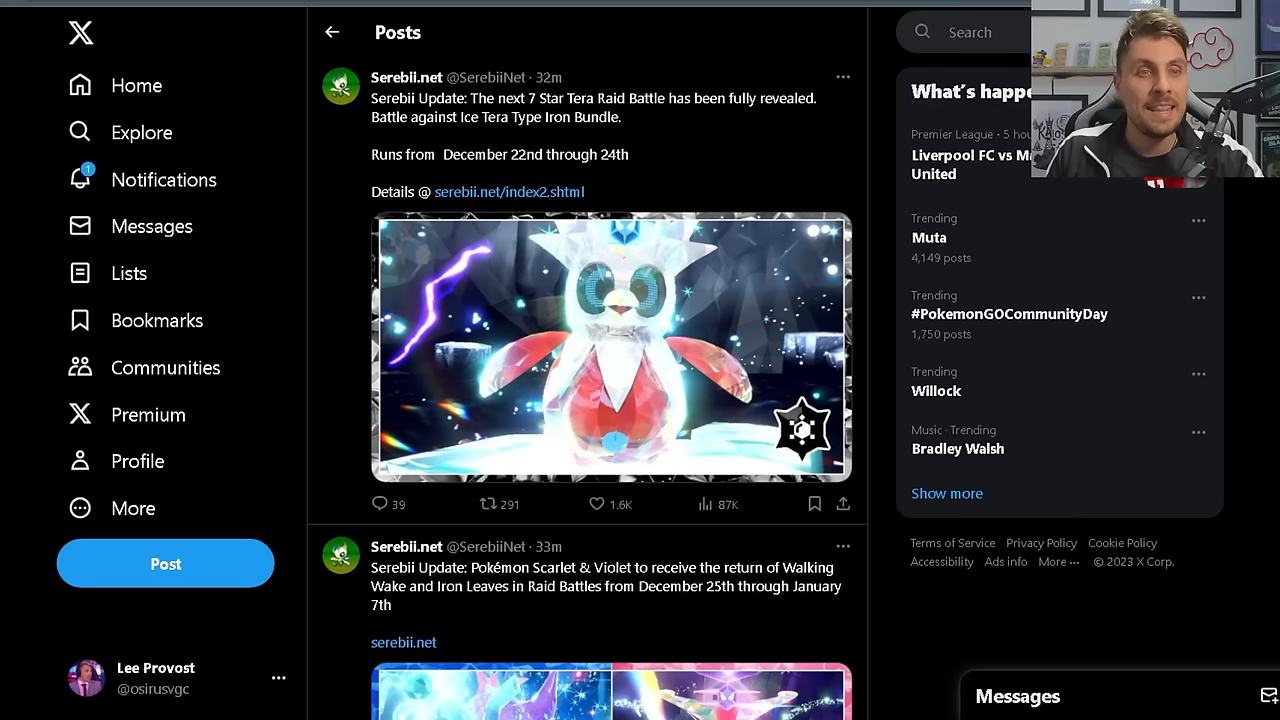 Home
Explore
1
Notifications
Messages
Lists
Bookmarks
Communities
Premium
Profile
More
Post
Lee Provost
@osirusvgc
Posts
Serebii.net @SerebiiNet · 32m
Serebii Update: The next 7 Star Tera Raid Battle has been fully revealed.
Battle against Ice Tera Type Iron Bundle.
Runs from December 22nd through 24th
Details @ serebii.net/index2.shtml
39 291 1.6K 87K
Serebii.net @SerebiiNet · 33m
Serebii Update: Pokémon Scarlet & Violet to receive the return of Walking
Wake and Iron Leaves in Raid Battles from December 25th through January
7th
serebii.net
Search
What's happe
Premier League · 5 hou
Liverpool FC vs Ma
United
Trending
Muta
4,149 posts
Trending
#PokemonGOCommunityDay
1,750 posts
Trending
Willock
Music · Trending
Bradley Walsh
Show more
Terms of Service Privacy Policy Cookie Policy
Accessibility Ads info More ··· © 2023 X Corp.
Messages